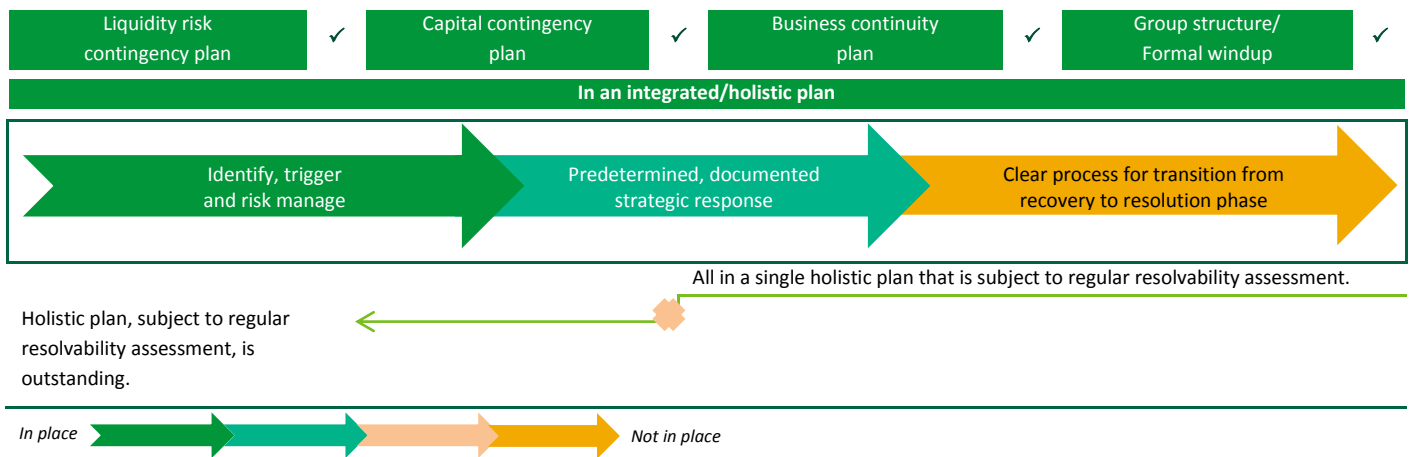 Liquidity risk
contingency plan
✓
Capital contingency
plan
✓
Business continuity
plan
✓
Group structure/
Formal windup
✓
In an integrated/holistic plan
Identify, trigger
and risk manage
Predetermined, documented
strategic response
Clear process for transition from
recovery to resolution phase
All in a single holistic plan that is subject to regular resolvability assessment.
Holistic plan, subject to regular
resolvability assessment, is
outstanding.
In place
Not in place